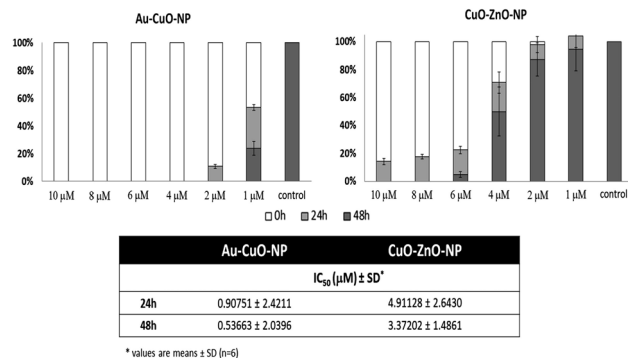 Au-CuO-NP
100%
80%
60%
40%
20%
0%
10 μM 8 μM 6 μM 4 μM 2 μM 1 μM control
CuO-ZnO-NP
100%
80%
60%
40%
20%
0%
10 μM 8 μM 6 μM 4 μM 2 μM 1 μM control
0h 24h 48h
Au-CuO-NP CuO-ZnO-NP
IC50 (μM) ± SD*
24h 0.90751 ± 2.4211 4.91128 ± 2.6430
48h 0.53663 ± 2.0396 3.37202 ± 1.4861
* values are means ± SD (n=6)